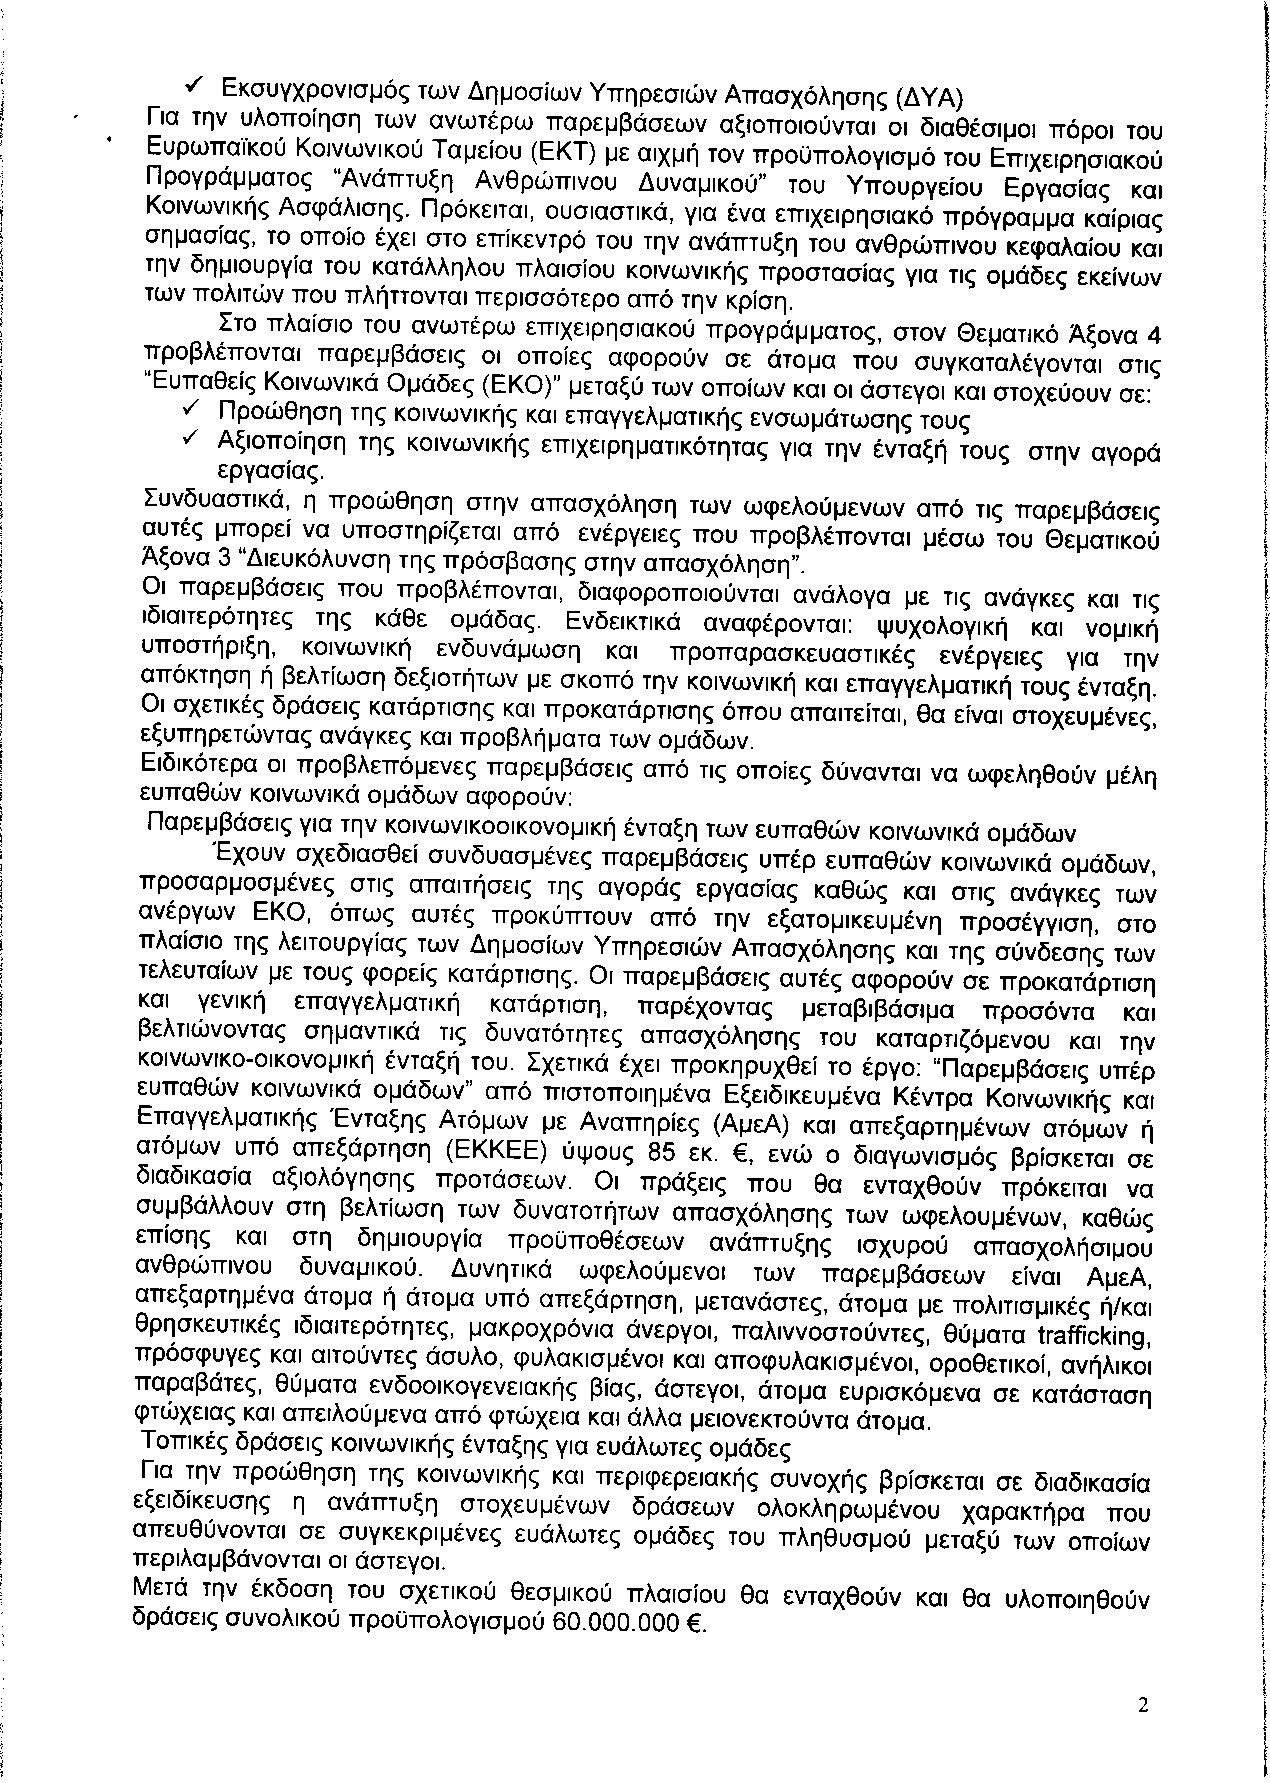 ✓ Εκσυγχρονισμός των Δημοσίων Υπηρεσιών Απασχόλησης (ΔΥΑ)
Για την υλοποίηση των ανωτέρω παρεμβάσεων αξιοποιούνται οι διαθέσιμοι πόροι του
Ευρωπαϊκού Κοινωνικού Ταμείου (ΕΚΤ) με αιχμή τον προϋπολογισμό του Επιχειρησιακού
Προγράμματος “Ανάπτυξη Ανθρώπινου Δυναμικού” του Υπουργείου Εργασίας και
Κοινωνικής Ασφάλισης. Πρόκειται, ουσιαστικά, για ένα επιχειρησιακό πρόγραμμα καίριας
σημασίας, το οποίο έχει στο επίκεντρό του την ανάπτυξη του ανθρώπινου κεφαλαίου και
την δημιουργία του κατάλληλου πλαισίου κοινωνικής προστασίας για τις ομάδες εκείνων
των πολιτών που πλήττονται περισσότερο από την κρίση.
Στο πλαίσιο του ανωτέρω επιχειρησιακού προγράμματος, στον Θεματικό Άξονα 4
προβλέπονται παρεμβάσεις οι οποίες αφορούν σε άτομα που συγκαταλέγονται στις
“Ευπαθείς Κοινωνικά Ομάδες (ΕΚΟ)” μεταξύ των οποίων και οι άστεγοι και στοχεύουν σε:
✓ Προώθηση της κοινωνικής και επαγγελματικής ενσωμάτωσης τους
✓ Αξιοποίηση της κοινωνικής επιχειρηματικότητας για την ένταξή τους στην αγορά
εργασίας.
Συνδυαστικά, η προώθηση στην απασχόληση των ωφελούμενων από τις παρεμβάσεις
αυτές μπορεί να υποστηρίζεται από ενέργειες που προβλέπονται μέσω του Θεματικού
Άξονα 3 “Διευκόλυνση της πρόσβασης στην απασχόληση”.
Οι παρεμβάσεις που προβλέπονται, διαφοροποιούνται ανάλογα με τις ανάγκες και τις
ιδιαιτερότητες της κάθε ομάδας. Ενδεικτικά αναφέρονται: ψυχολογική και νομική
υποστήριξη, κοινωνική ενδυνάμωση και προπαρασκευαστικές ενέργειες για την
απόκτηση ή βελτίωση δεξιοτήτων με σκοπό την κοινωνική και επαγγελματική τους ένταξη.
Οι σχετικές δράσεις κατάρτισης και προκατάρτισης όπου απαιτείται, θα είναι στοχευμένες,
εξυπηρετώντας ανάγκες και προβλήματα των ομάδων.
Ειδικότερα οι προβλεπόμενες παρεμβάσεις από τις οποίες δύνανται να ωφεληθούν μέλη
ευπαθών κοινωνικά ομάδων αφορούν:
Παρεμβάσεις για την κοινωνικοοικονομική ένταξη των ευπαθών κοινωνικά ομάδων
Έχουν σχεδιασθεί συνδυασμένες παρεμβάσεις υπέρ ευπαθών κοινωνικά ομάδων,
προσαρμοσμένες στις απαιτήσεις της αγοράς εργασίας καθώς και στις ανάγκες των
ανέργων ΕΚΟ, όπως αυτές προκύπτουν από την εξατομικευμένη προσέγγιση, στο
πλαίσιο της λειτουργίας των Δημοσίων Υπηρεσιών Απασχόλησης και της σύνδεσης των
τελευταίων με τους φορείς κατάρτισης. Οι παρεμβάσεις αυτές αφορούν σε προκατάρτιση
και γενική επαγγελματική κατάρτιση, παρέχοντας μεταβιβάσιμα προσόντα και
βελτιώνοντας σημαντικά τις δυνατότητες απασχόλησης του καταρτιζόμενου και την
κοινωνικο-οικονομική ένταξή του. Σχετικά έχει προκηρυχθεί το έργο: “Παρεμβάσεις υπέρ
ευπαθών κοινωνικά ομάδων” από πιστοποιημένα Εξειδικευμένα Κέντρα Κοινωνικής και
Επαγγελματικής Ένταξης Ατόμων με Αναπηρίες (ΑμεΑ) και απεξαρτημένων ατόμων ή
ατόμων υπό απεξάρτηση (ΕΚΚΕΕ) ύψους 85 εκ. €, ενώ ο διαγωνισμός βρίσκεται σε
διαδικασία αξιολόγησης προτάσεων. Οι πράξεις που θα ενταχθούν πρόκειται να
συμβάλλουν στη βελτίωση των δυνατοτήτων απασχόλησης των ωφελουμένων, καθώς
επίσης και στη δημιουργία προϋποθέσεων ανάπτυξης ισχυρού απασχολήσιμου
ανθρώπινου δυναμικού. Δυνητικά ωφελούμενοι των παρεμβάσεων είναι ΑμεΑ,
απεξαρτημένα άτομα ή άτομα υπό απεξάρτηση, μετανάστες, άτομα με πολιτισμικές ή/και
θρησκευτικές ιδιαιτερότητες, μακροχρόνια άνεργοι, παλιννοστούντες, θύματα trafficking,
πρόσφυγες και αιτούντες άσυλο, φυλακισμένοι και αποφυλακισμένοι, οροθετικοί, ανήλικοι
παραβάτες, θύματα ενδοοικογενειακής βίας, άστεγοι, άτομα ευρισκόμενα σε κατάσταση
φτώχειας και απειλούμενα από φτώχεια και άλλα μειονεκτούντα άτομα.
Τοπικές δράσεις κοινωνικής ένταξης για ευάλωτες ομάδες
Για την προώθηση της κοινωνικής και περιφερειακής συνοχής βρίσκεται σε διαδικασία
εξειδίκευσης η ανάπτυξη στοχευμένων δράσεων ολοκληρωμένου χαρακτήρα που
απευθύνονται σε συγκεκριμένες ευάλωτες ομάδες του πληθυσμού μεταξύ των οποίων
περιλαμβάνονται οι άστεγοι.
Μετά την έκδοση του σχετικού θεσμικού πλαισίου θα ενταχθούν και θα υλοποιηθούν
δράσεις συνολικού προϋπολογισμού 60.000.000 €.
2